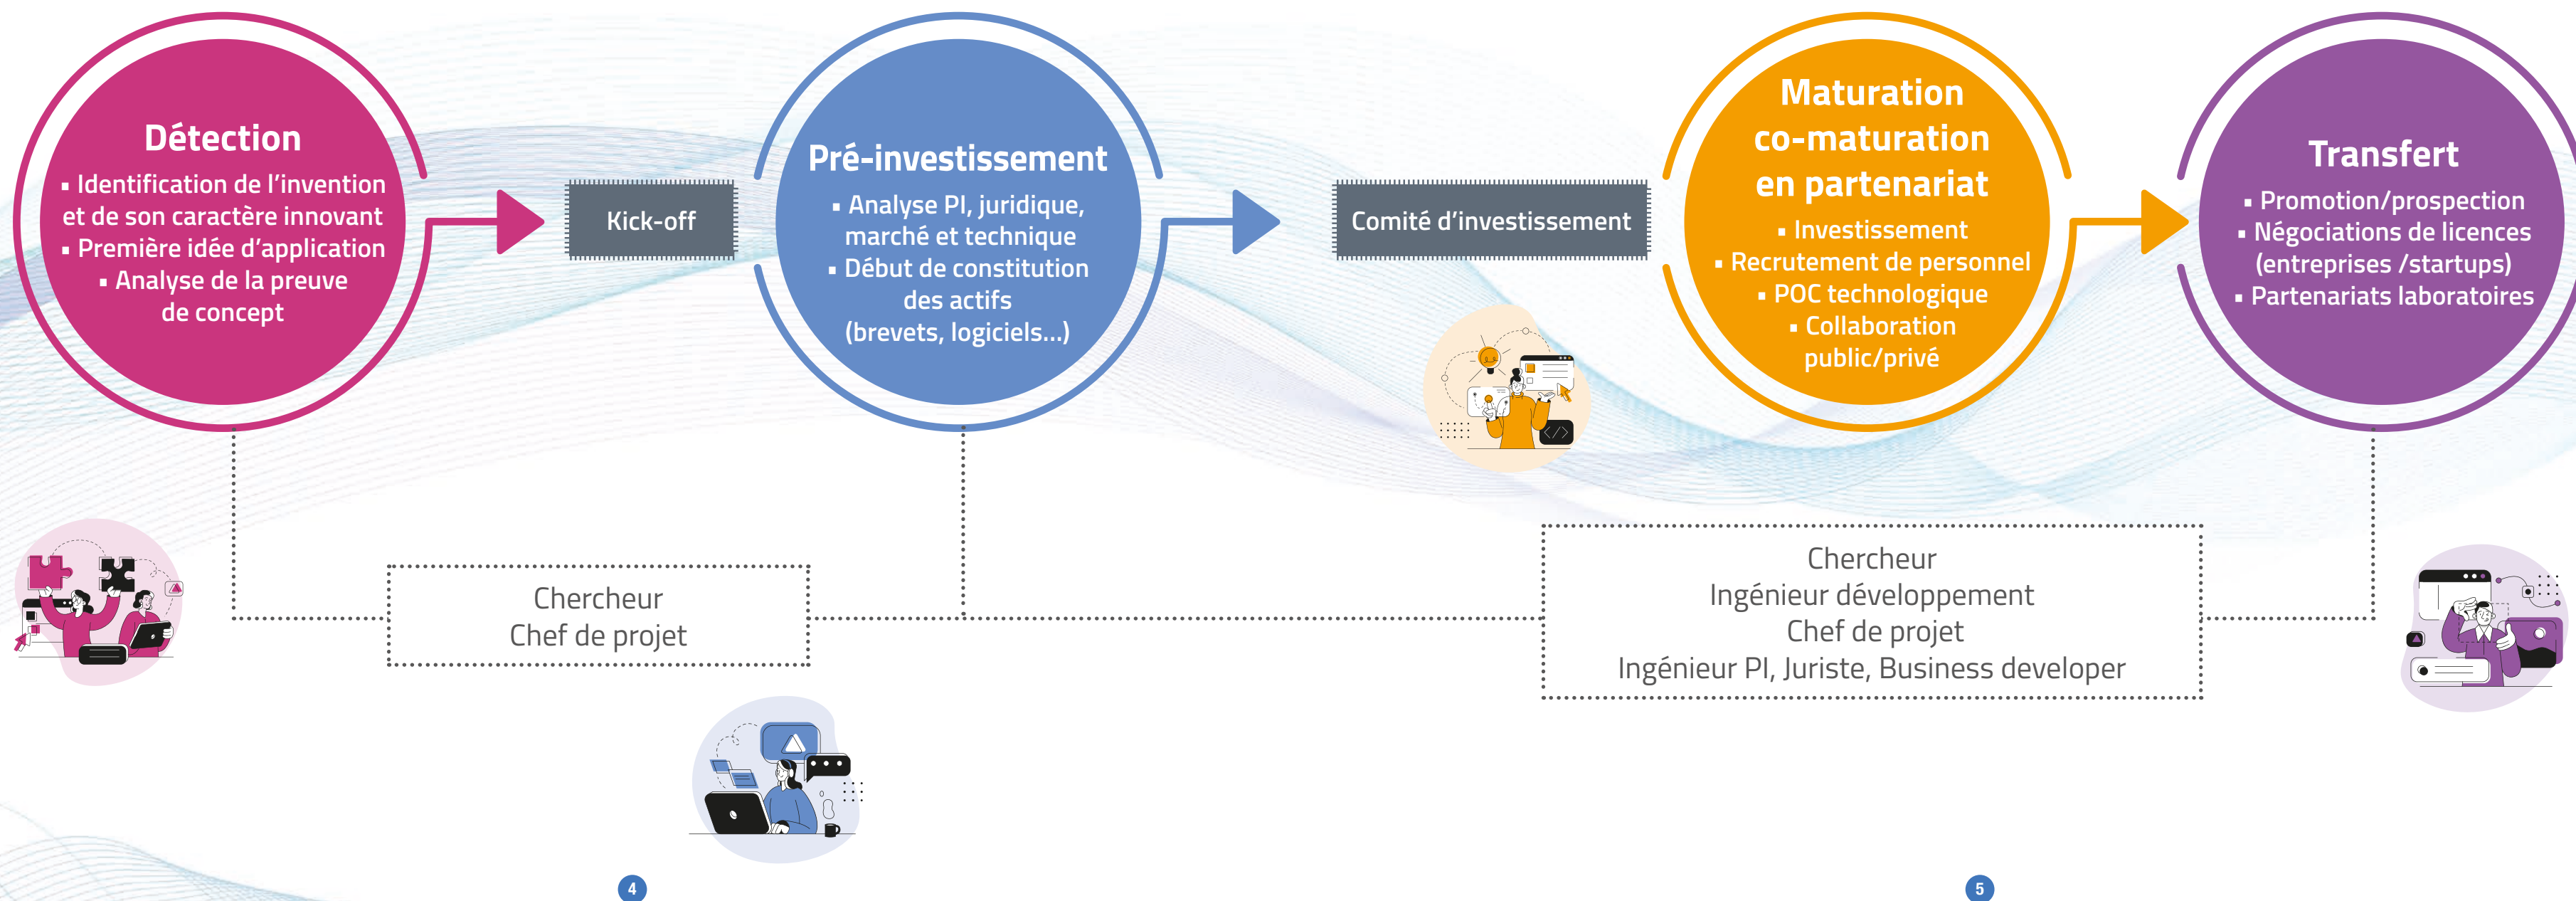 Détection
▪ Identification de l’invention
et de son caractère innovant
▪ Première idée d’application
▪ Analyse de la preuve
de concept
Kick-off
Pré-investissement
▪ Analyse PI, juridique,
marché et technique
▪ Début de constitution
des actifs
(brevets, logiciels...)
Comité d’investissement
Maturation
co-maturation
en partenariat
▪ Investissement
▪ Recrutement de personnel
▪ POC technologique
▪ Collaboration
public/privé
Transfert
▪ Promotion/prospection
▪ Négociations de licences
(entreprises /startups)
▪ Partenariats laboratoires
</>
Chercheur
Chef de projet
Chercheur
Ingénieur développement
Chef de projet
Ingénieur PI, Juriste, Business developer
4
5